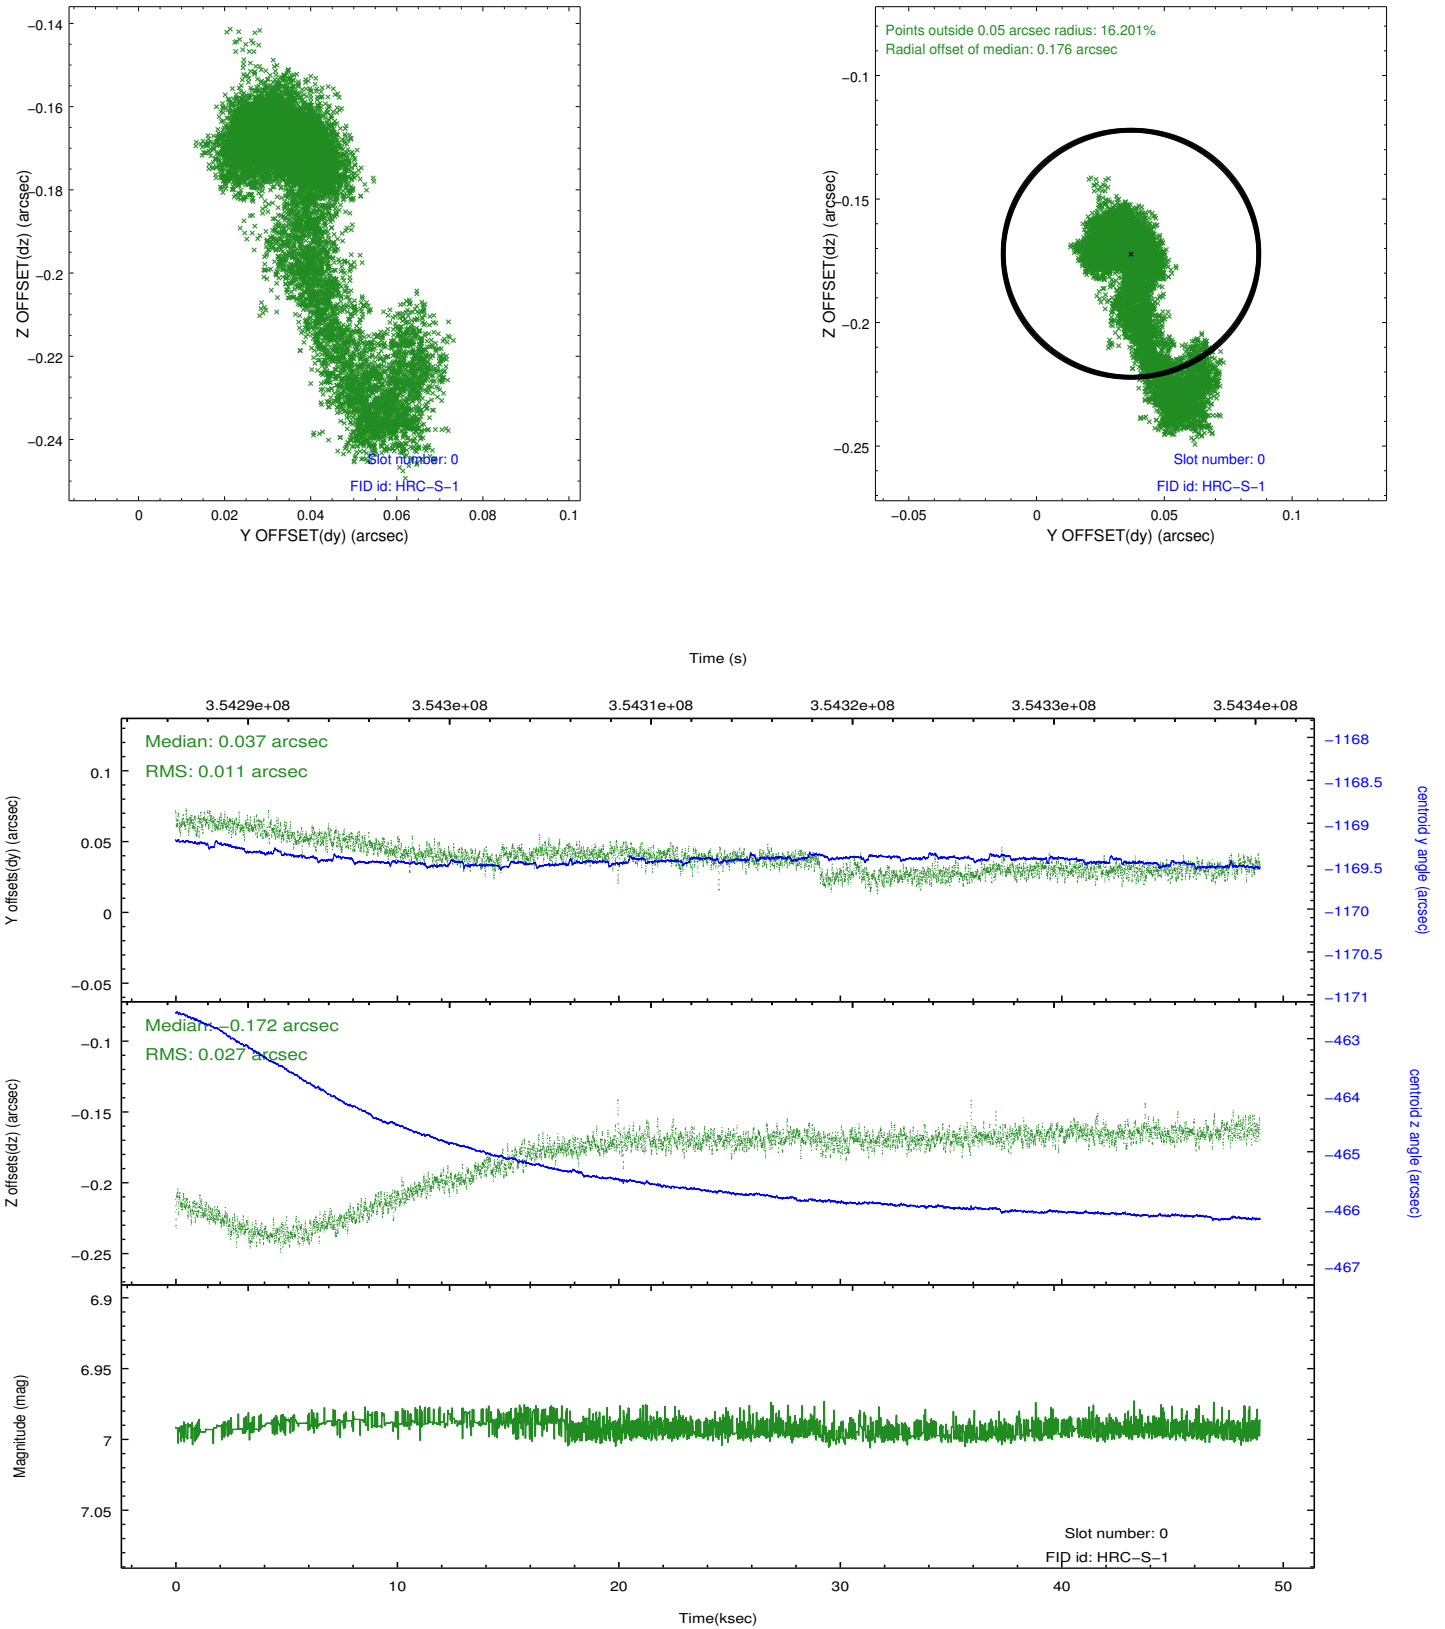 −0.14
−0.16
−0.18
−0.2
−0.22
−0.24
Z OFFSET(dz) (arcsec)
Slot number: 0
FID id: HRC−S−1
0
0.02
0.04
0.06
0.08
0.1
Y OFFSET(dy) (arcsec)
Points outside 0.05 arcsec radius: 16.201%
Radial offset of median: 0.176 arcsec
−0.1
−0.15
−0.2
−0.25
Z OFFSET(dz) (arcsec)
Slot number: 0
FID id: HRC−S−1
−0.05
0
0.05
0.1
Y OFFSET(dy) (arcsec)
Time (s)
3.5429e+08
3.543e+08
3.5431e+08
3.5432e+08
3.5433e+08
3.5434e+08
Median: 0.037 arcsec
RMS: 0.011 arcsec
0.1
0.05
0
−0.05
Y offsets(dy) (arcsec)
−1168
−1168.5
−1169
−1169.5
−1170
−1170.5
−1171
centroid y angle (arcsec)
Median: −0.172 arcsec
RMS: 0.027 arcsec
−0.1
−0.15
−0.2
−0.25
Z offsets(dz) (arcsec)
−463
−464
−465
−466
−467
centroid z angle (arcsec)
6.9
6.95
7
7.05
Magnitude (mag)
Slot number: 0
FID id: HRC−S−1
0
10
20
30
40
50
Time(ksec)